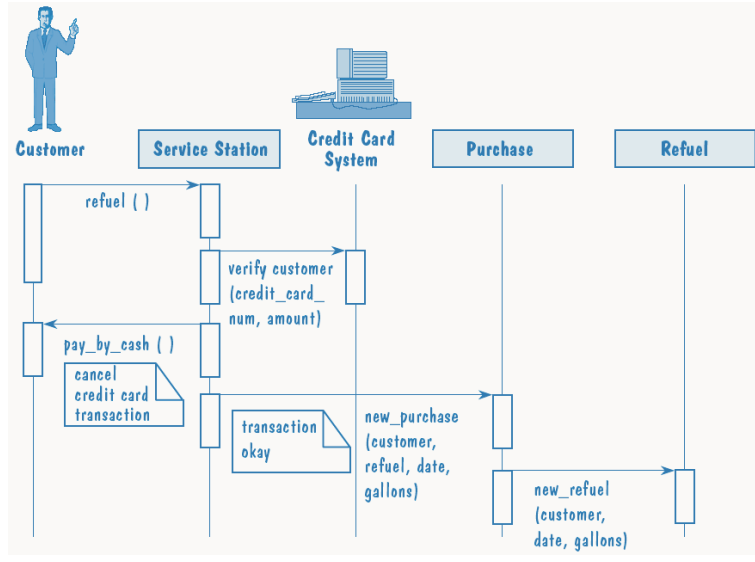 Customer
Service Station
Credit Card
System
Purchase
Refuel
refuel ( )
verify customer
(credit_card_
num, amount)
pay_by_cash ( )
cancel
credit card
transaction
transaction
okay
new_purchase
(customer,
refuel, date,
gallons)
new_refuel
(customer,
date, gallons)